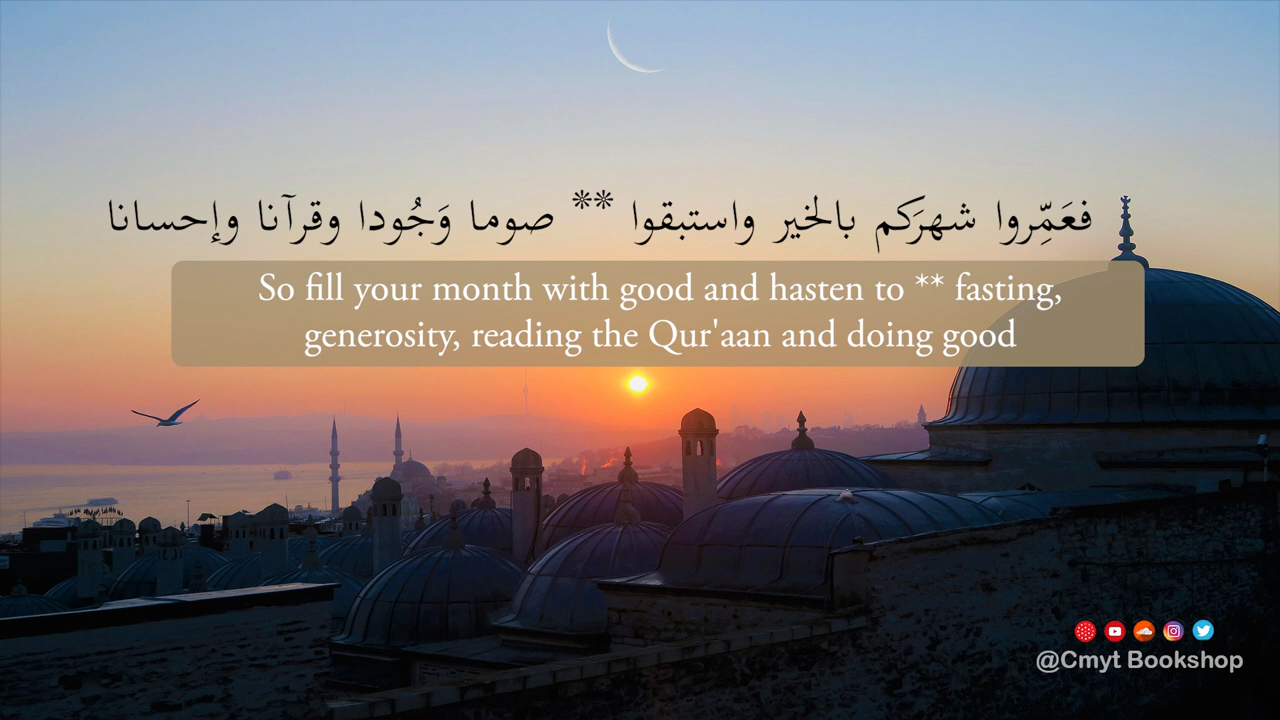 فعَمِّروا شهرَكم بالخير واستبقوا ** صوما وَجُودا وقرآنا وإحسانا
So fill your month with good and hasten to ** fasting,
generosity, reading the Qur'aan and doing good
@Cmyt Bookshop